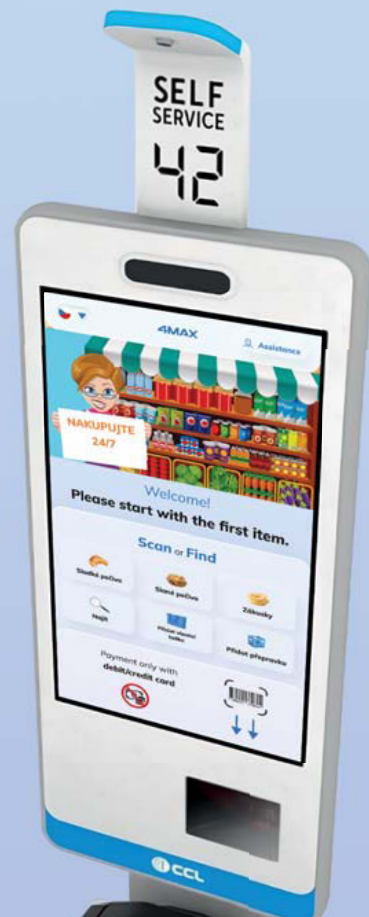 SELF
SERVICE
42
4MAX
Assistence
NAKUPUJTE
24/7
Welcome!
Please start with the first item.
Scan or Find
Sladké pečivo
Slané pečivo
Zákusky
Najít
Přidat vlastní
tašku
Přidat přepravku
Payment only with
debit/credit card
CCL